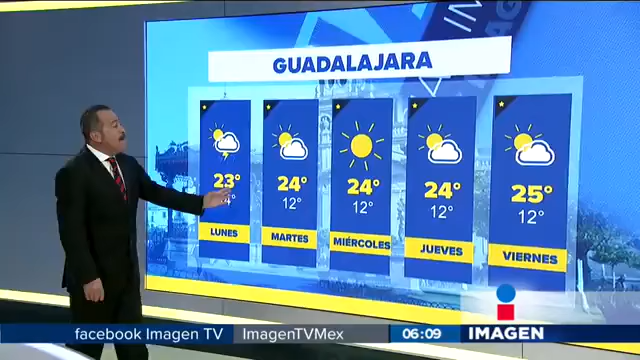 GUADALAJARA
23°
LUNES
24°
12°
MARTES
24°
12°
MIÉRCOLES
24°
12°
JUEVES
25°
12°
VIERNES
facebook Imagen TV
ImagenTVMex
06:09
IMAGEN